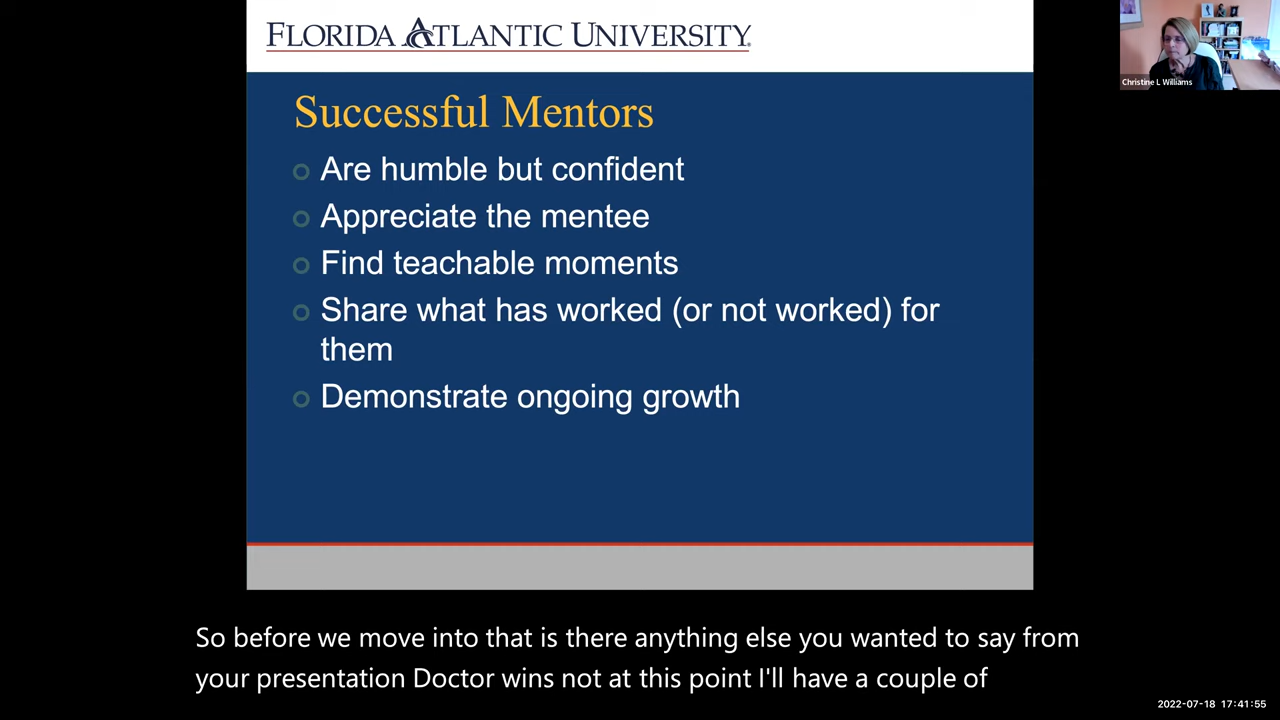 FLORIDA ATLANTIC UNIVERSITY
Christine L Williams
Successful Mentors
Are humble but confident
Appreciate the mentee
Find teachable moments
Share what has worked (or not worked) for
them
Demonstrate ongoing growth
So before we move into that is there anything else you wanted to say from
your presentation Doctor wins not at this point I'll have a couple of
2022-07-18 17:41:55